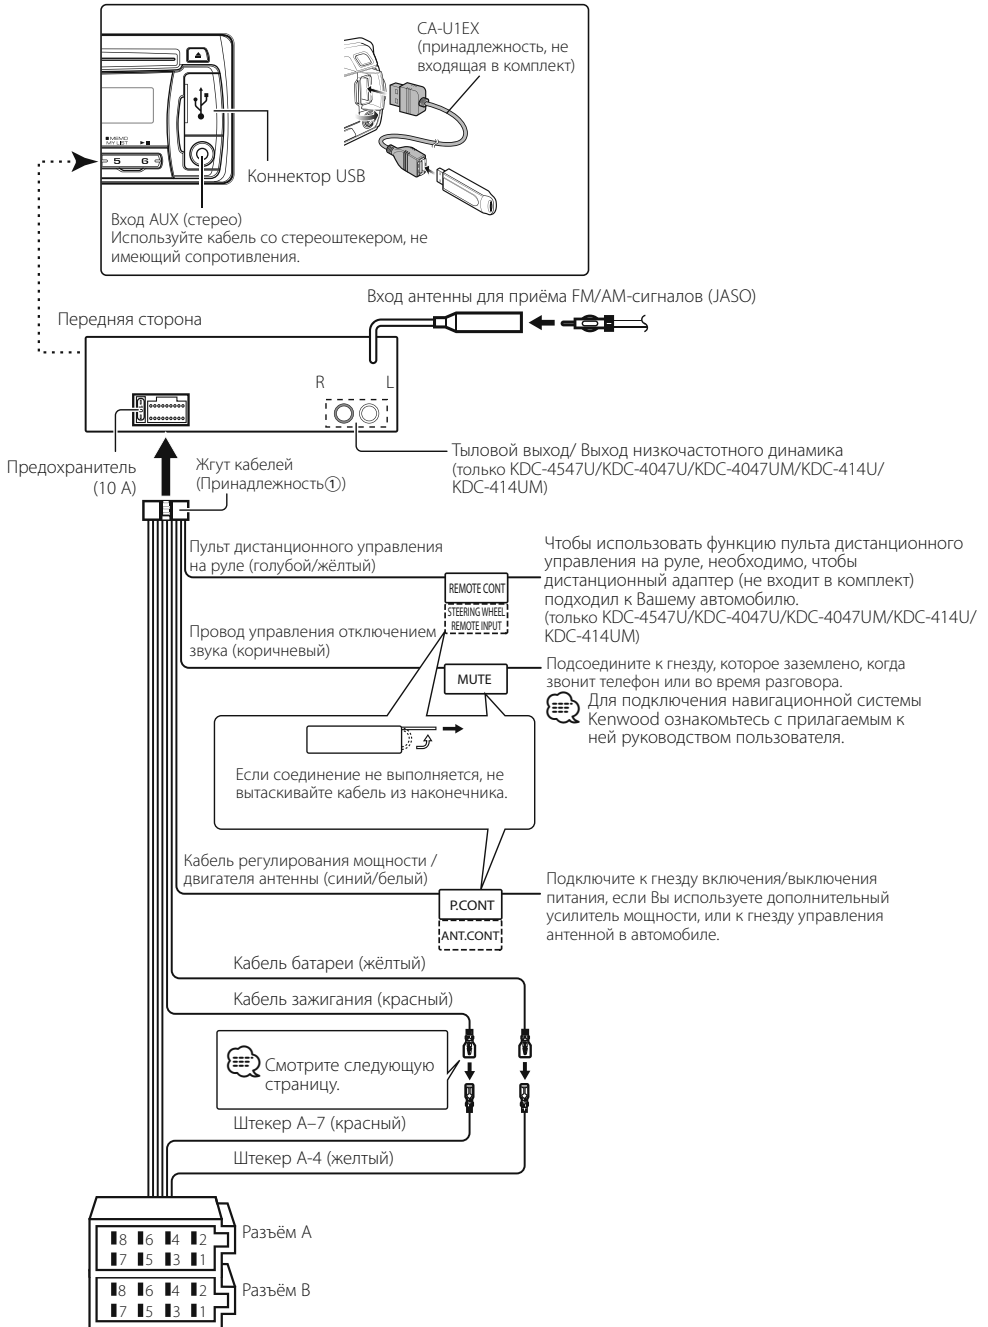 CA-U1EX
(принадлежность, не
входящая в комплект)
■ MEMO
MY LIST
5 6
Коннектор USB
Вход AUX (стерео)
Используйте кабель со стереоштекером, не
имеющий сопротивления.
Вход антенны для приёма FM/AM-сигналов (JASO)
Передняя сторона
R L
Тыловой выход/ Выход низкочастотного динамика
(только KDC-4547U/KDC-4047U/KDC-4047UM/KDC-414U/
KDC-414UM)
Предохранитель
(10 A)
Жгут кабелей
(Принадлежность①)
Пульт дистанционного управления
на руле (голубой/жёлтый)
REMOTE CONT
STEERING WHEEL
REMOTE INPUT
Чтобы использовать функцию пульта дистанционного
управления на руле, необходимо, чтобы
дистанционный адаптер (не входит в комплект)
подходил к Вашему автомобилю.
(только KDC-4547U/KDC-4047U/KDC-4047UM/KDC-414U/
KDC-414UM)
Провод управления отключением
звука (коричневый)
MUTE
Подсоедините к гнезду, которое заземлено, когда
звонит телефон или во время разговора.
Для подключения навигационной системы
Kenwood ознакомьтесь с прилагаемым к
ней руководством пользователя.
Если соединение не выполняется, не
вытаскивайте кабель из наконечника.
Кабель регулирования мощности /
двигателя антенны (синий/белый)
P.CONT
ANT.CONT
Подключите к гнезду включения/выключения
питания, если Вы используете дополнительный
усилитель мощности, или к гнезду управления
антенной в автомобиле.
Кабель батареи (жёлтый)
Кабель зажигания (красный)
Смотрите следующую
страницу.
Штекер A–7 (красный)
Штекер A-4 (желтый)
Разъём A
8 6 4 2
7 5 3 1
Разъём B
8 6 4 2
7 5 3 1